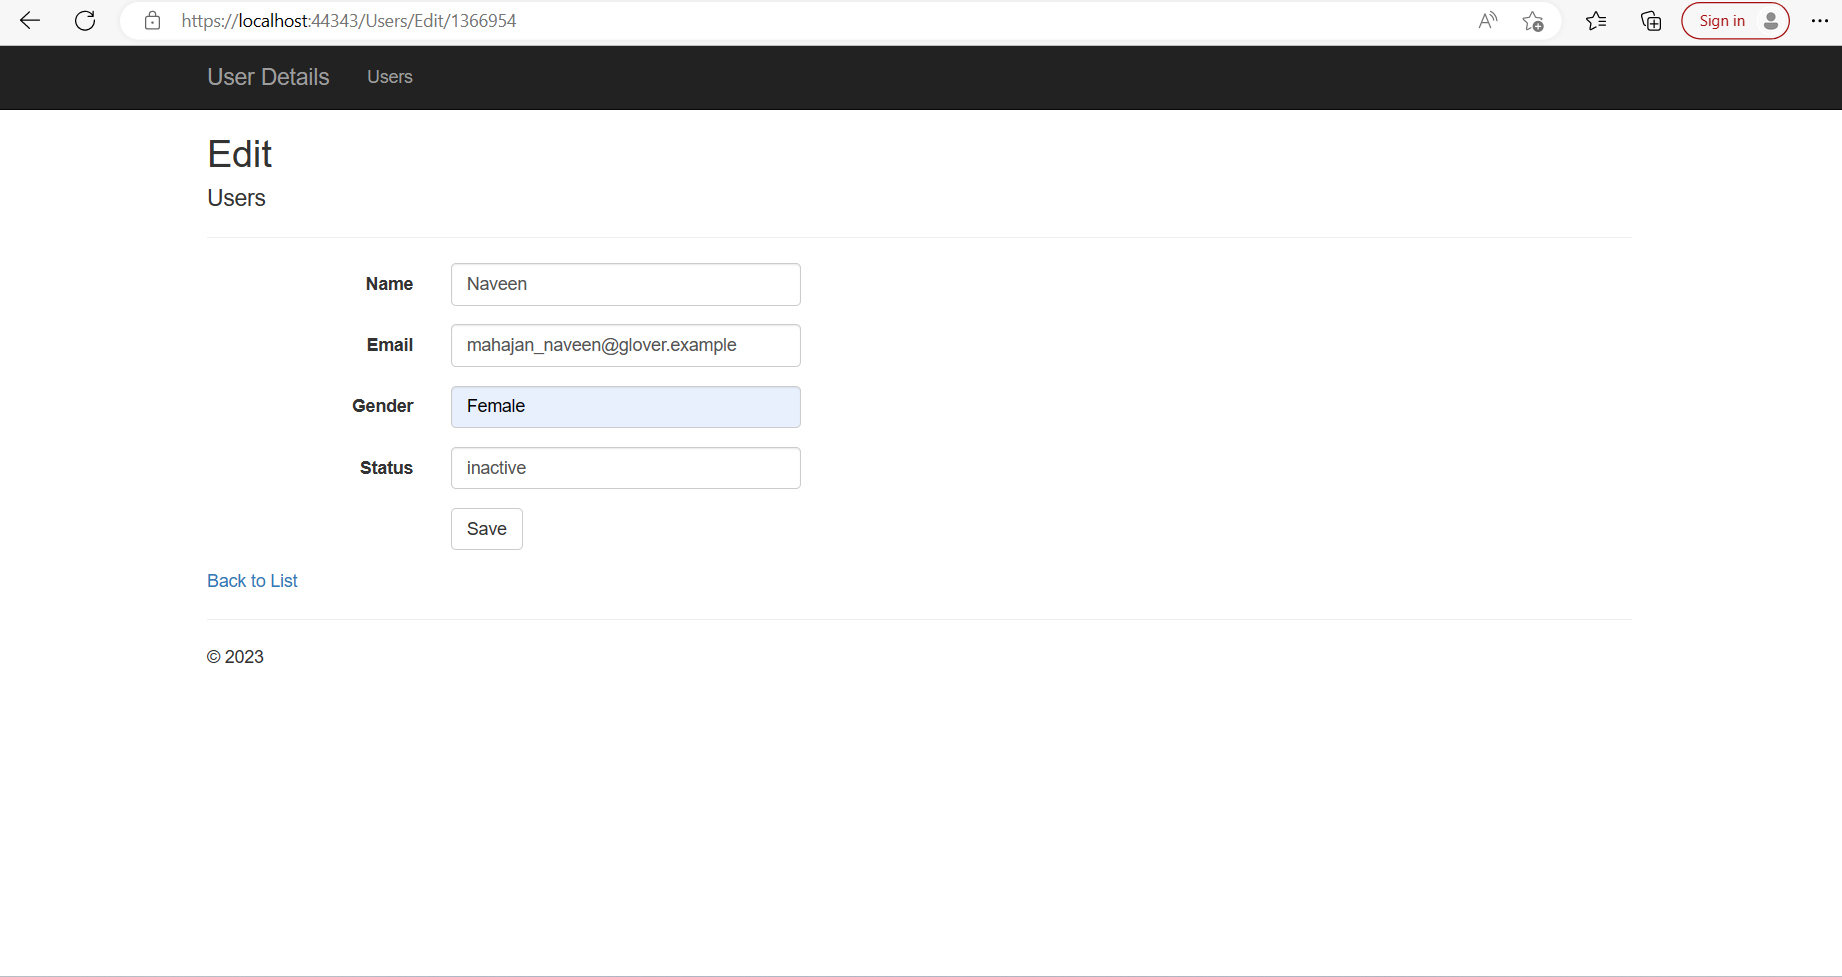 https://localhost:44343/Users/Edit/1366954
Sign in
User Details Users
Edit
Users
Name Naveen
Email mahajan_naveen@glover.example
Gender Female
Status inactive
Save
Back to List
© 2023